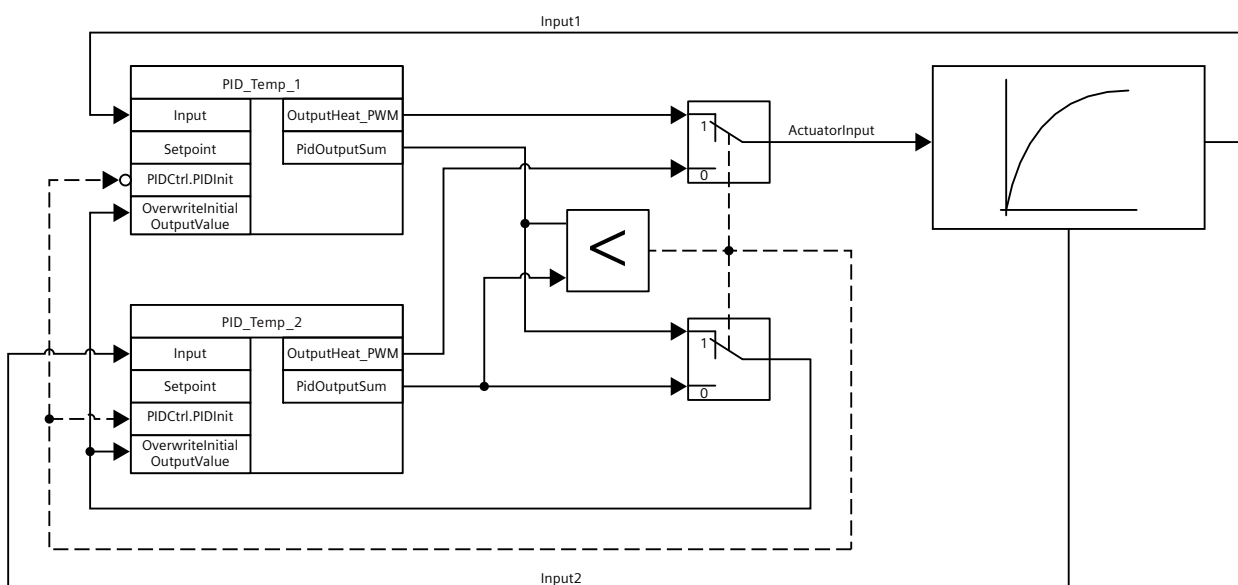 Input1
PID_Temp_1
Input
OutputHeat_PWM
Setpoint
PidOutputSum
PIDCtrl.PIDInit
OverwriteInitial
OutputValue
1
0
ActuatorInput
<
PID_Temp_2
Input
OutputHeat_PWM
Setpoint
PidOutputSum
PIDCtrl.PIDInit
OverwriteInitial
OutputValue
1
0
Input2